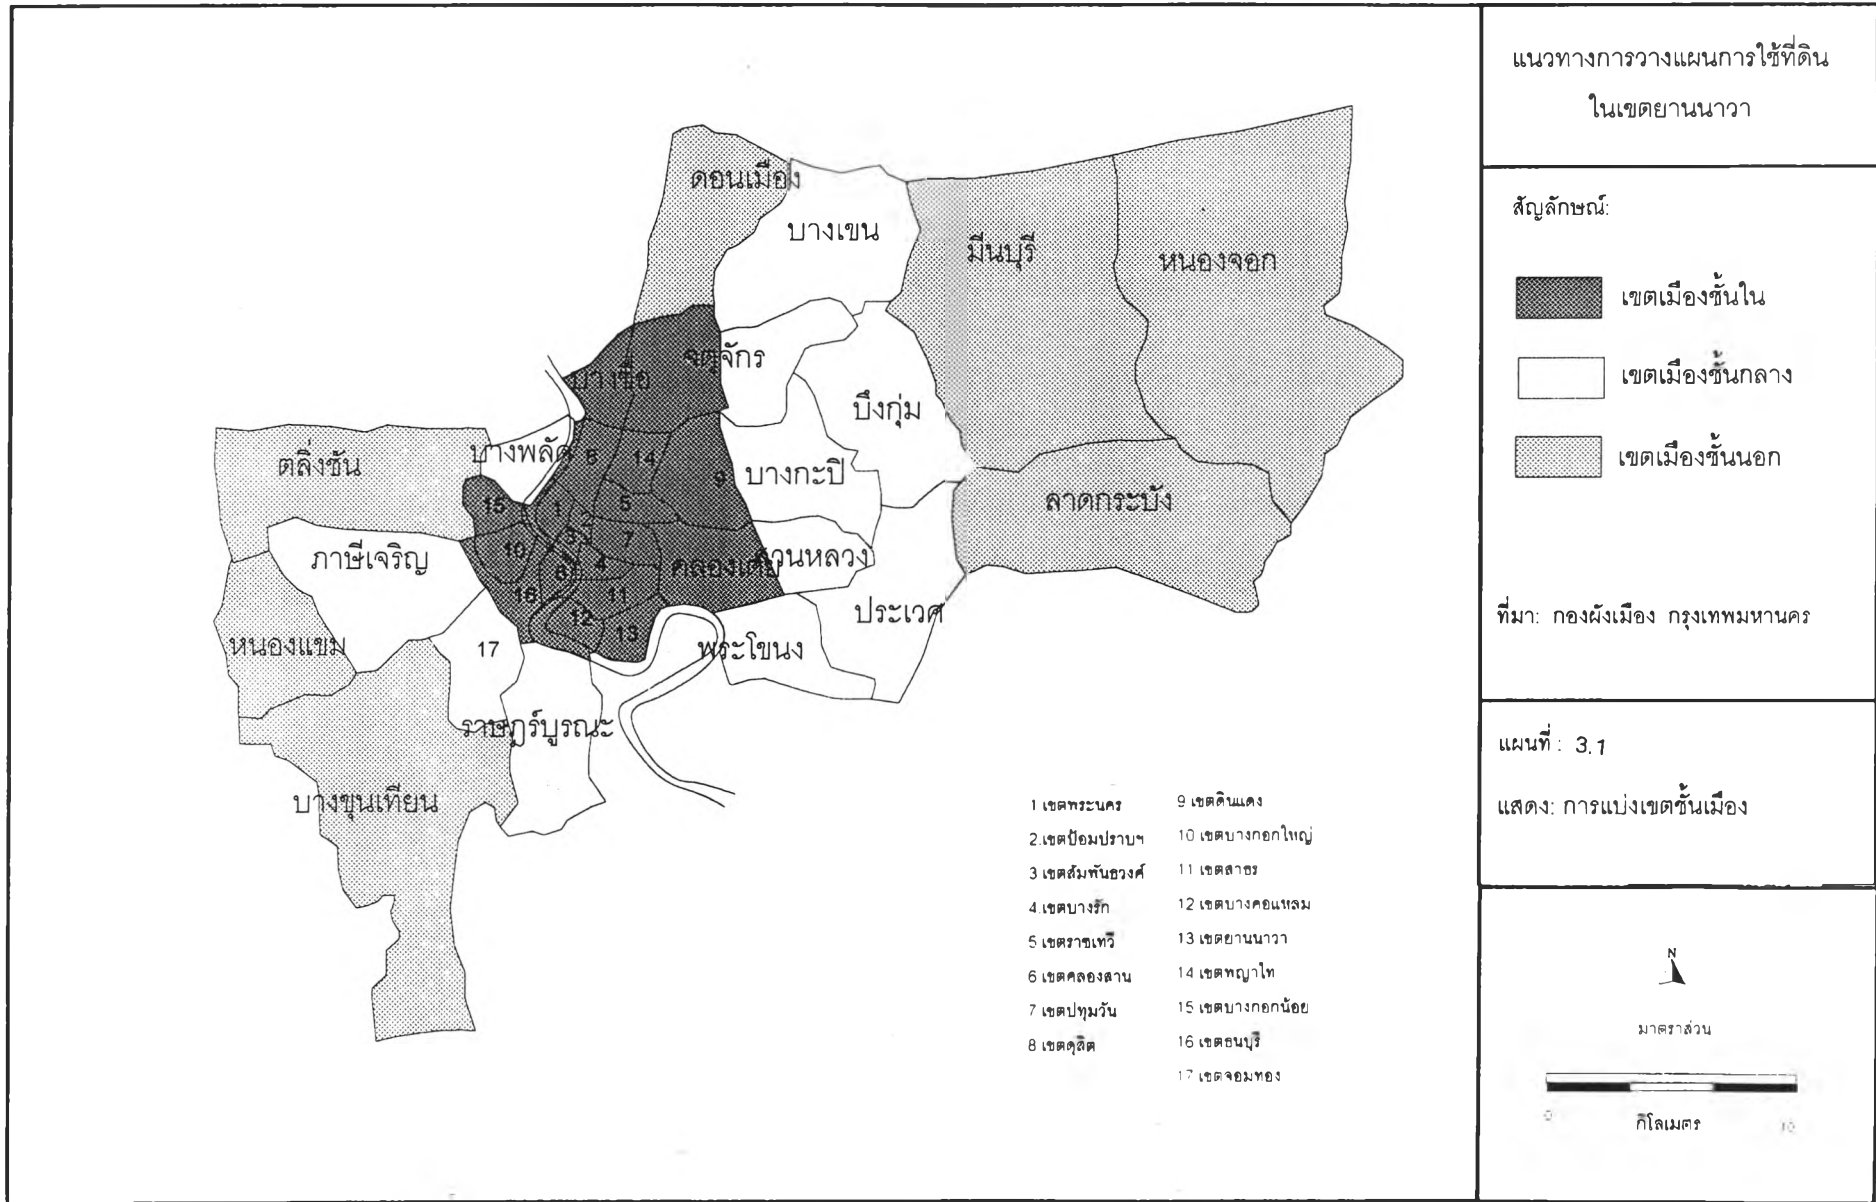 แนวทางการวางแผนการใช้ที่ดิน
ในเขตยานนาวา
สัญลักษณ์:
เขตเมืองชั้นใน
เขตเมืองชั้นกลาง
เขตเมืองชั้นนอก
ที่มา: กองผังเมือง กรุงเทพมหานคร
แผนที่ : 3.1
แสดง: การแบ่งเขตชั้นเมือง
N
มาตราส่วน
0 10
กิโลเมตร
ดอนเมือง
บางเขน
มีนบุรี
หนองจอก
จตุจักร
บางซื่อ
บึงกุ่ม
บางพลัด
ตลิ่งชัน
บางกะปิ
ลาดกระบัง
8
14
9
15
1
2
5
3
7
10
4
6
ภาษีเจริญ
คลองเตย
สวนหลวง
16
11
12
13
ประเวศ
หนองแขม
17
พระโขนง
ราษฎร์บูรณะ
บางขุนเทียน
1 เขตพระนคร
2.เขตป้อมปราบฯ
3 เขตสัมพันธวงศ์
4.เขตบางรัก
5 เขตราชเทวี
6 เขตคลองสาน
7 เขตปทุมวัน
8 เขตดุสิต
9 เขตดินแดง
10 เขตบางกอกใหญ่
11 เขตสาธร
12 เขตบางคอแหลม
13 เขตยานนาวา
14 เขตพญาไท
15 เขตบางกอกน้อย
16 เขตธนบุรี
17 เขตจอมทอง